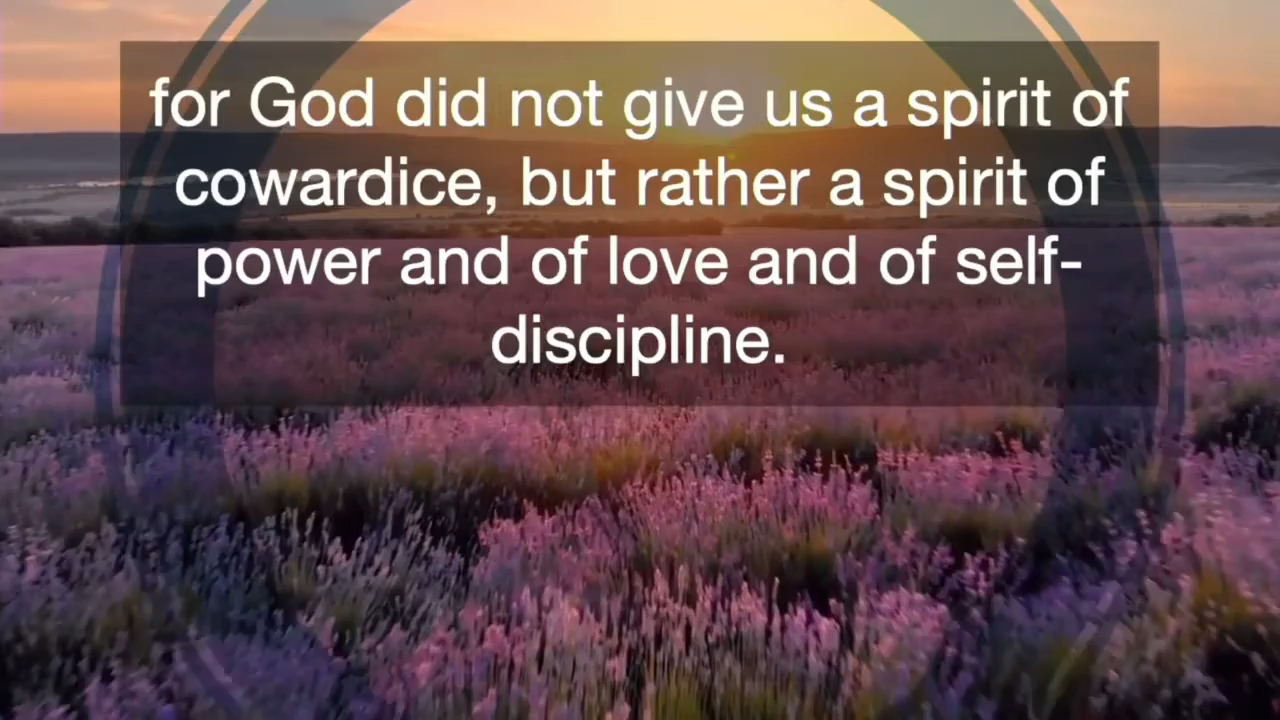 for God did not give us a spirit of
cowardice, but rather a spirit of
power and of love and of self-
discipline.